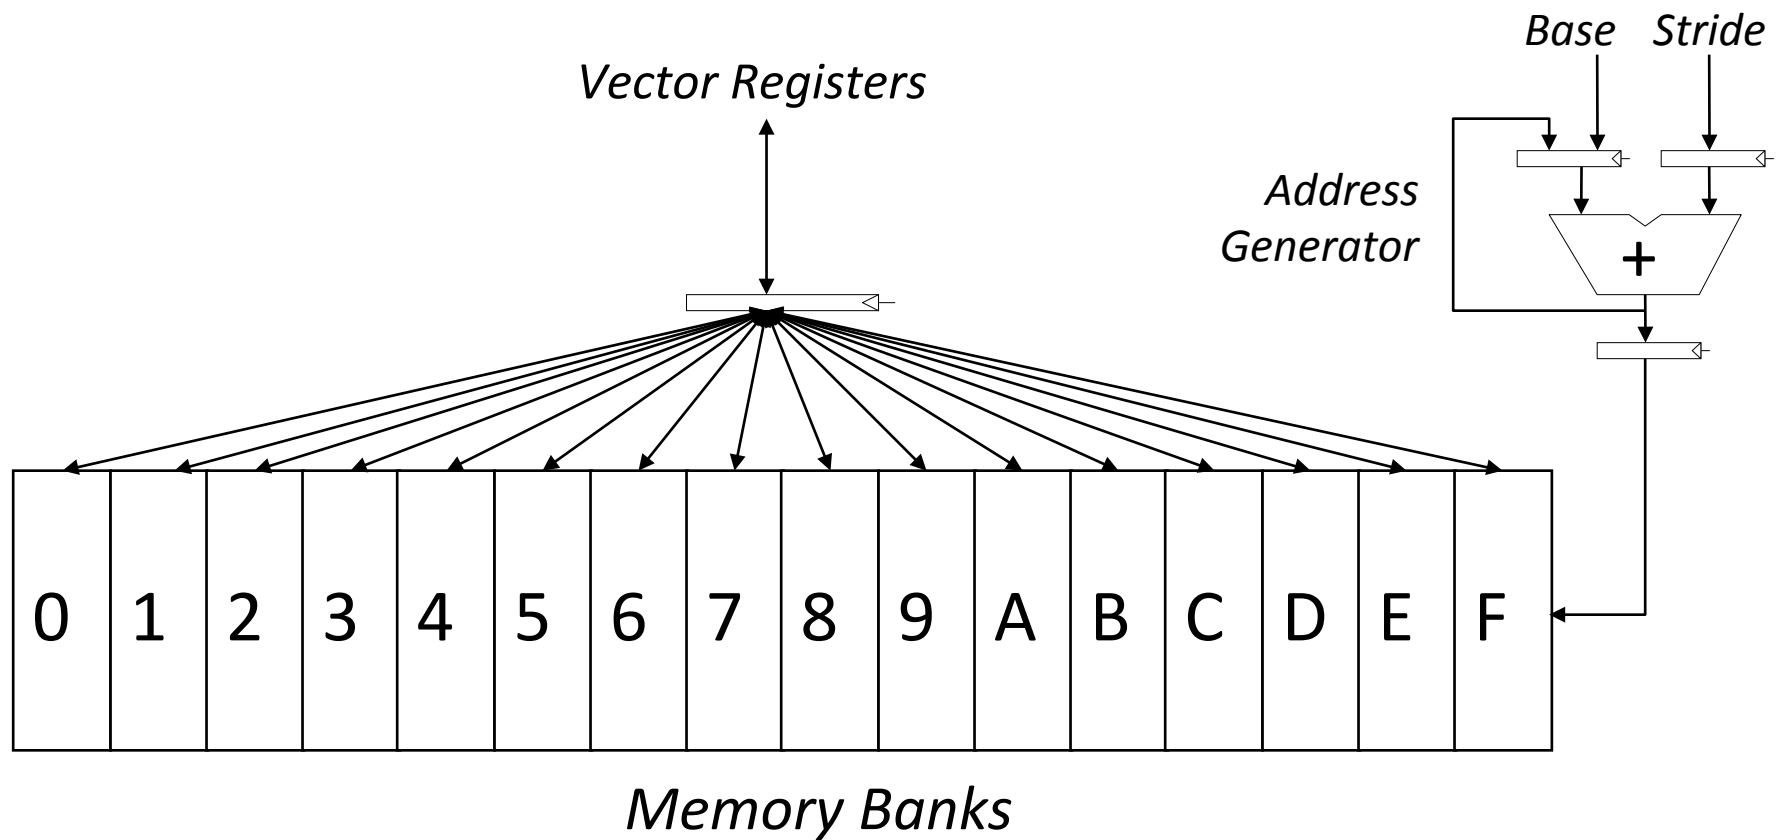 Base Stride
Vector Registers
Address
Generator
+
0 1 2 3 4 5 6 7 8 9 A B C D E F
Memory Banks